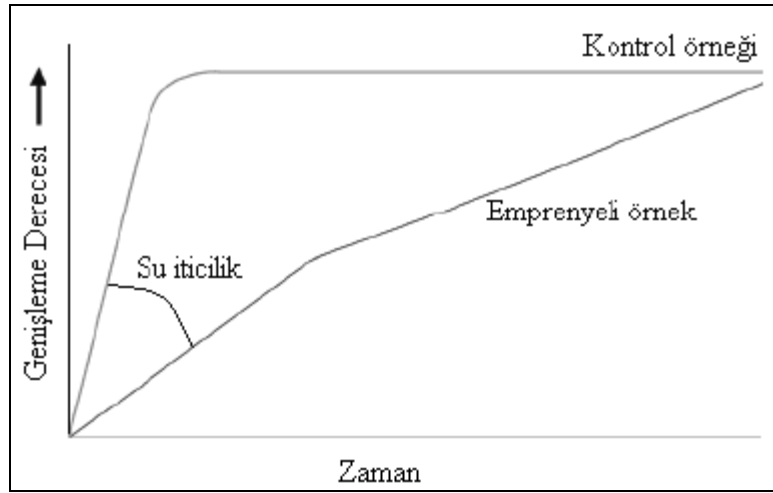 Kontrol örneği
Genişleme Derecesi
Su iticilik
Emprenyeli örnek
Zaman